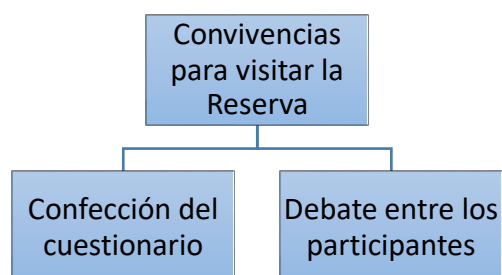 Convivencias
para visitar la
Reserva
Confección del
cuestionario
Debate entre los
participantes